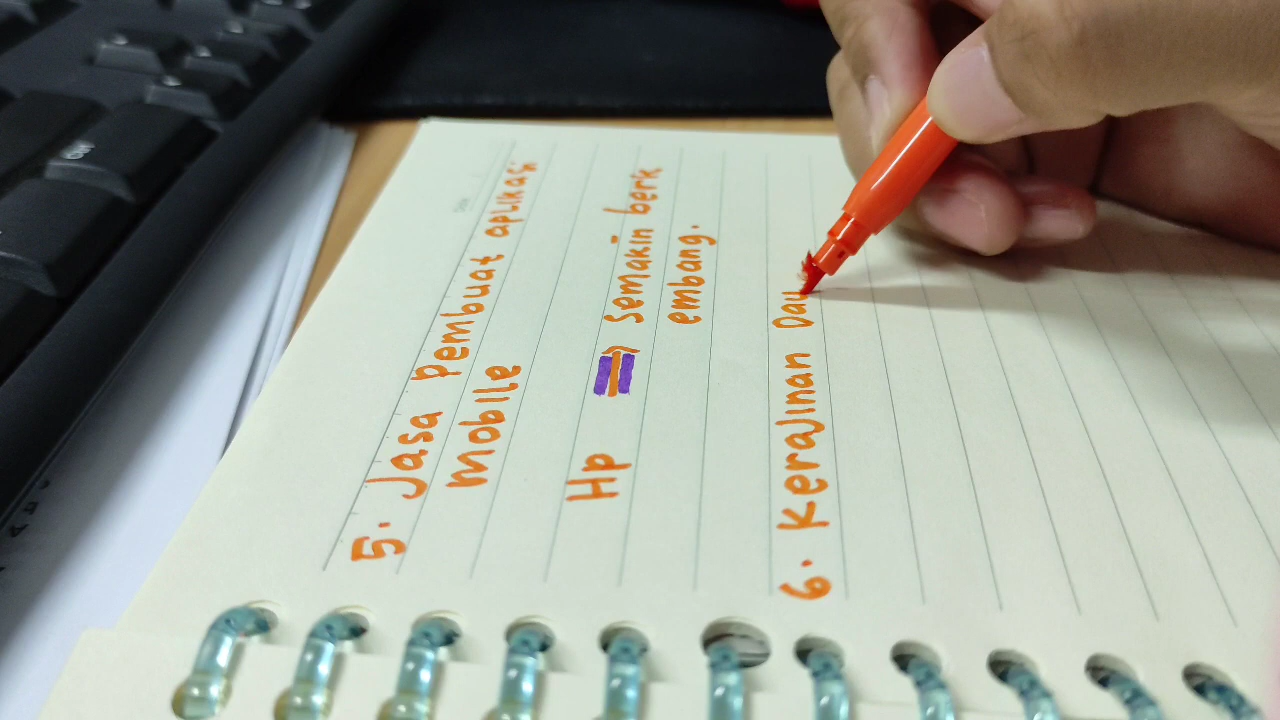 5. Jasa pembuat aplikasi
mobile
Hp ⇒ semakin berk
embang.
6. Kerajinan Dau